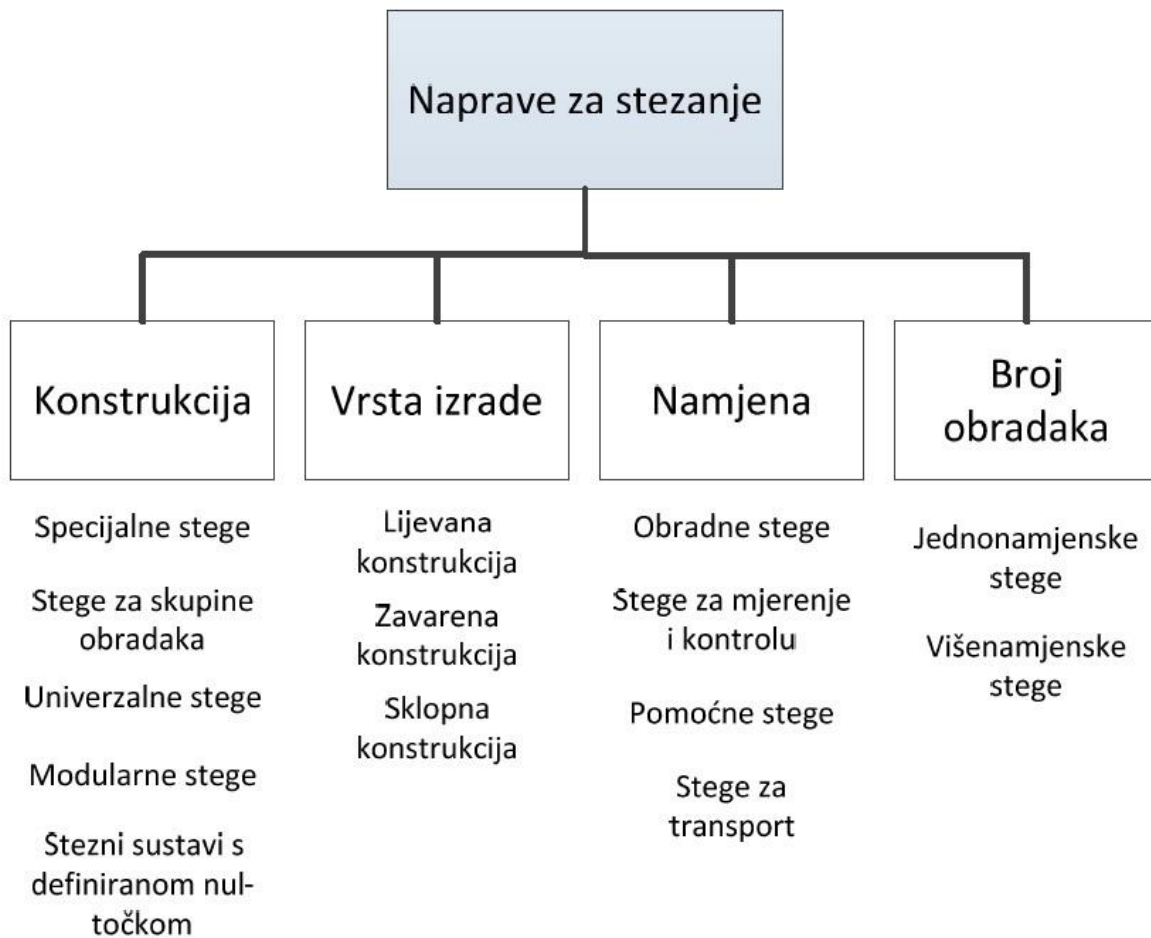 Naprave za stezanje
Konstrukcija
Specijalne stege
Stege za skupine
obradaka
Univerzalne stege
Modularne stege
Stezni sustavi s
definiranom nul-
točkom
Vrsta izrade
Lijevana
konstrukcija
Zavarena
konstrukcija
Sklopna
konstrukcija
Namjena
Obradne stege
Stege za mjerenje
i kontrolu
Pomoćne stege
Stege za
transport
Broj
obradaka
Jednonamjenske
stege
Višenamjenske
stege